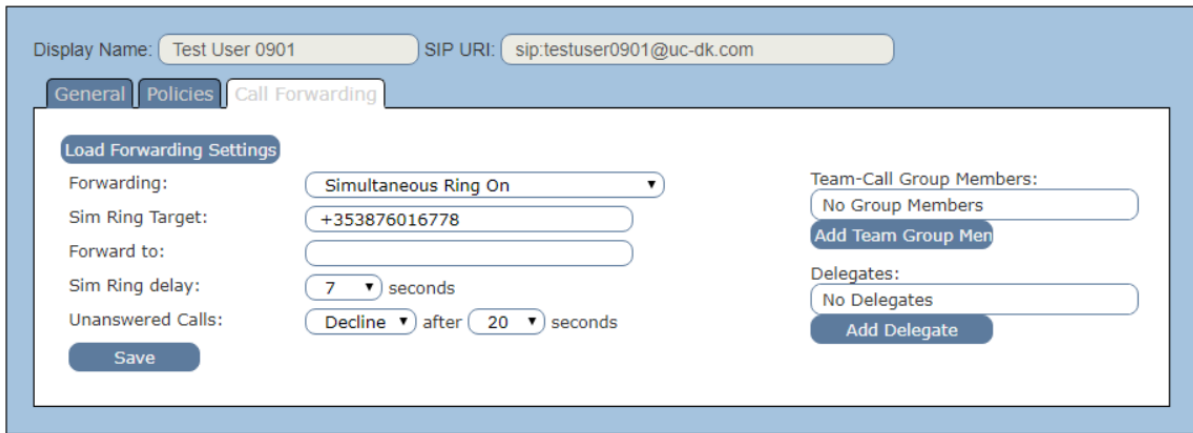 Display Name: Test User 0901 SIP URI: sip:testuser0901@uc-dk.com
General Policies Call Forwarding
Load Forwarding Settings
Forwarding: Simultaneous Ring On
Sim Ring Target: +353876016778
Forward to:
Sim Ring delay: 7 seconds
Unanswered Calls: Decline after 20 seconds
Save
Team-Call Group Members:
No Group Members
Add Team Group Men
Delegates:
No Delegates
Add Delegate